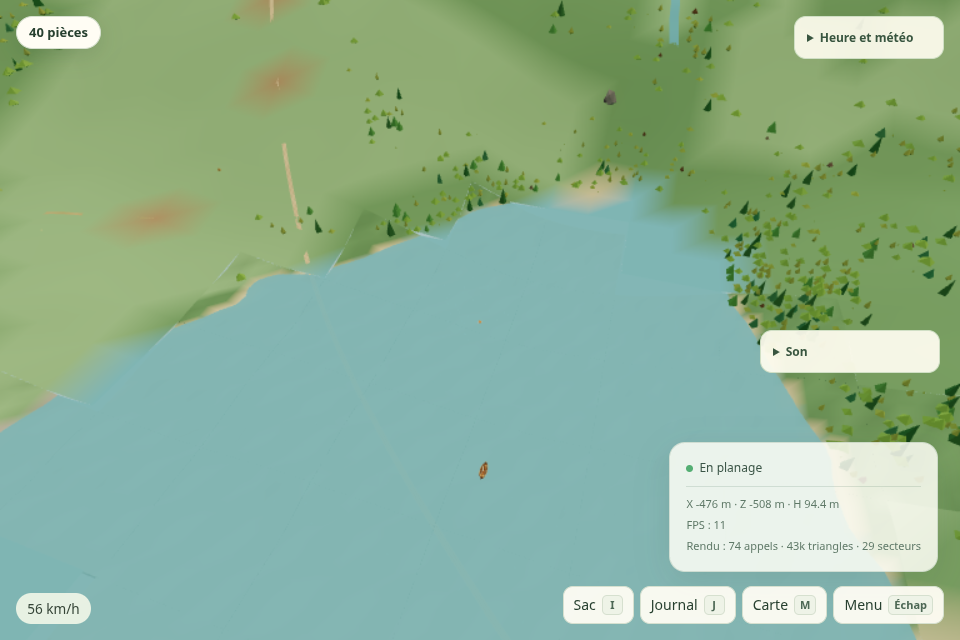 40 pièces
Heure et météo
Son
En planage
X -476 m · Z -508 m · H 94.4 m
FPS : 11
Rendu : 74 appels · 43k triangles · 29 secteurs
56 km/h
Sac I
Journal J
Carte M
Menu Échap